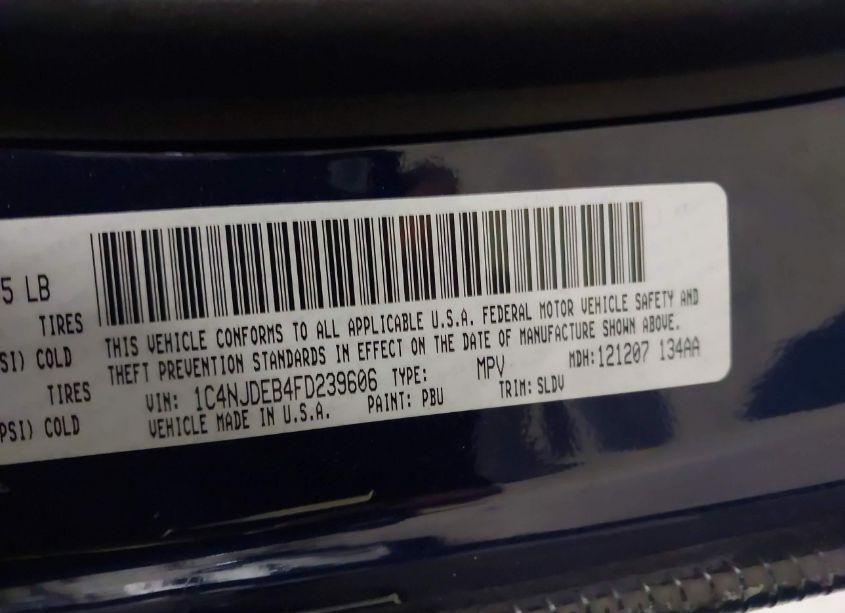 5 LB
TIRES
SI) COLD
TIRES
PSI) COLD
THIS VEHICLE CONFORMS TO ALL APPLICABLE U.S.A. FEDERAL MOTOR VEHICLE SAFETY AND
THEFT PREVENTION STANDARDS IN EFFECT ON THE DATE OF MANUFACTURE SHOWN ABOVE.
VIN: 1C4NJDEB4FD239606 TYPE: MPV MDH:121207 134AA
VEHICLE MADE IN U.S.A. PAINT: PBU TRIM: SLDV